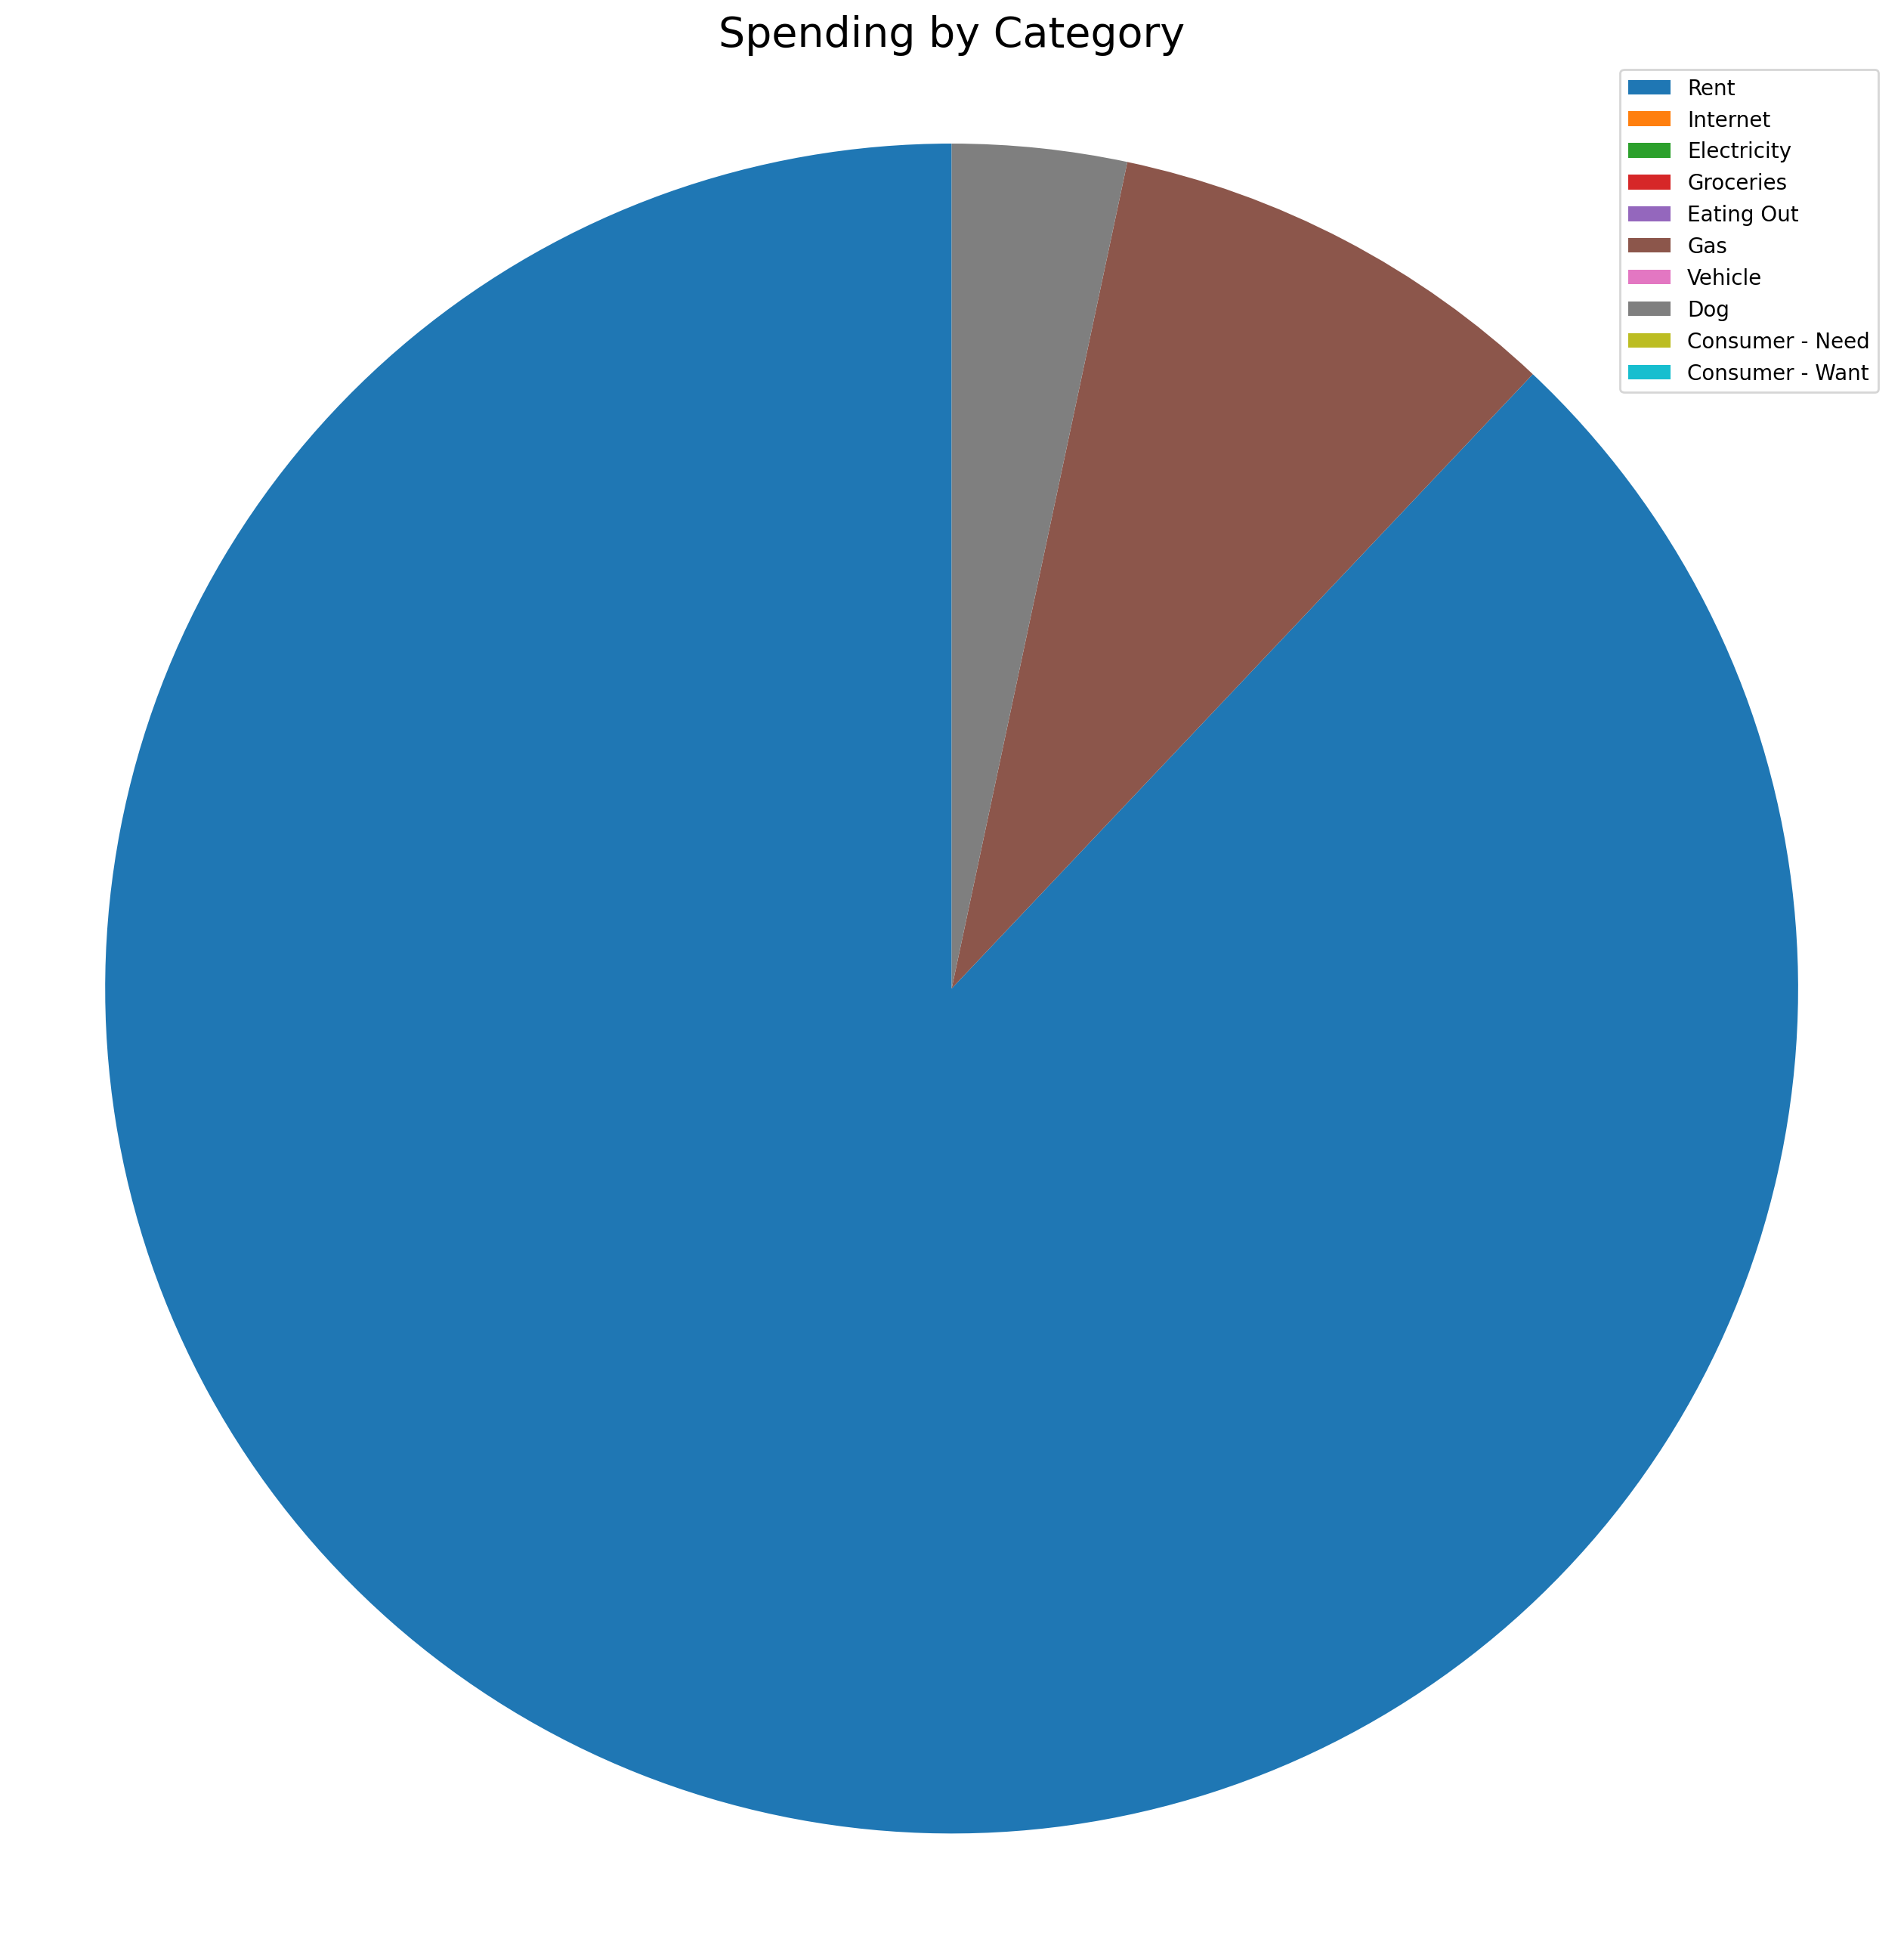 Spending by Category
Rent
Internet
Electricity
Groceries
Eating Out
Gas
Vehicle
Dog
Consumer - Need
Consumer - Want